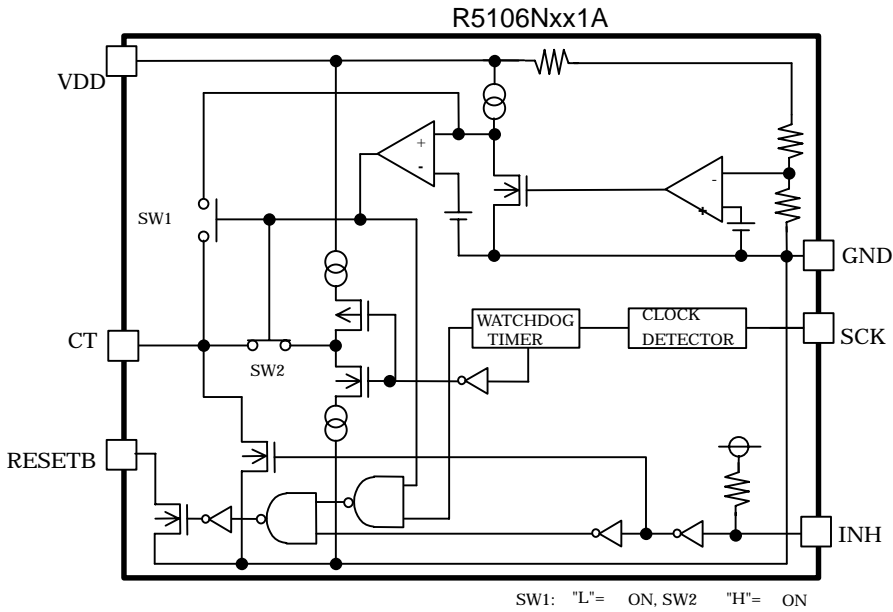 R5106Nxx1A
VDD
+
-
-
+
SW1
GND
CT
SW2
WATCHDOG
TIMER
CLOCK
DETECTOR
SCK
RESETB
INH
SW1: "L"= ON, SW2 "H"= ON